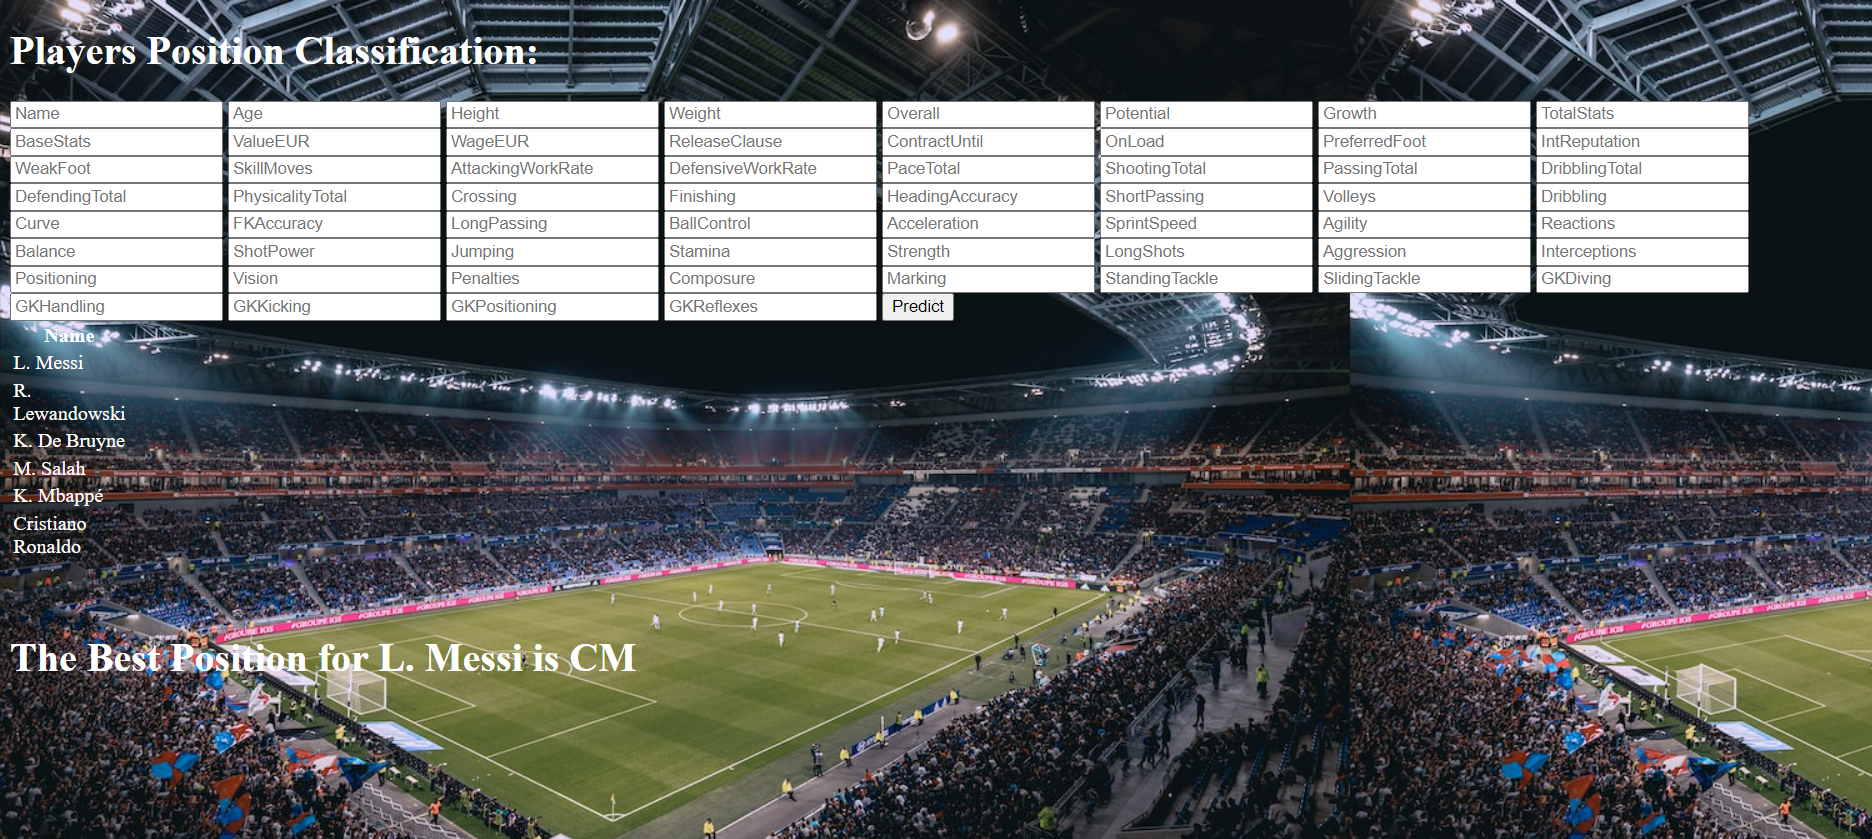 Players Position Classification:
Name Age Height Weight Overall Potential Growth TotalStats
BaseStats ValueEUR WageEUR ReleaseClause ContractUntil OnLoad PreferredFoot IntReputation
WeakFoot SkillMoves AttackingWorkRate DefensiveWorkRate PaceTotal ShootingTotal PassingTotal DribblingTotal
DefendingTotal PhysicalityTotal Crossing Finishing HeadingAccuracy ShortPassing Volleys Dribbling
Curve FKAccuracy LongPassing BallControl Acceleration SprintSpeed Agility Reactions
Balance ShotPower Jumping Stamina Strength LongShots Aggression Interceptions
Positioning Vision Penalties Composure Marking StandingTackle SlidingTackle GKDiving
GKHandling GKKicking GKPositioning GKReflexes Predict
Name
L. Messi
R.
Lewandowski
K. De Bruyne
M. Salah
K. Mbappé
Cristiano
Ronaldo
#GROUPE IGS
The Best Position for L. Messi is CM